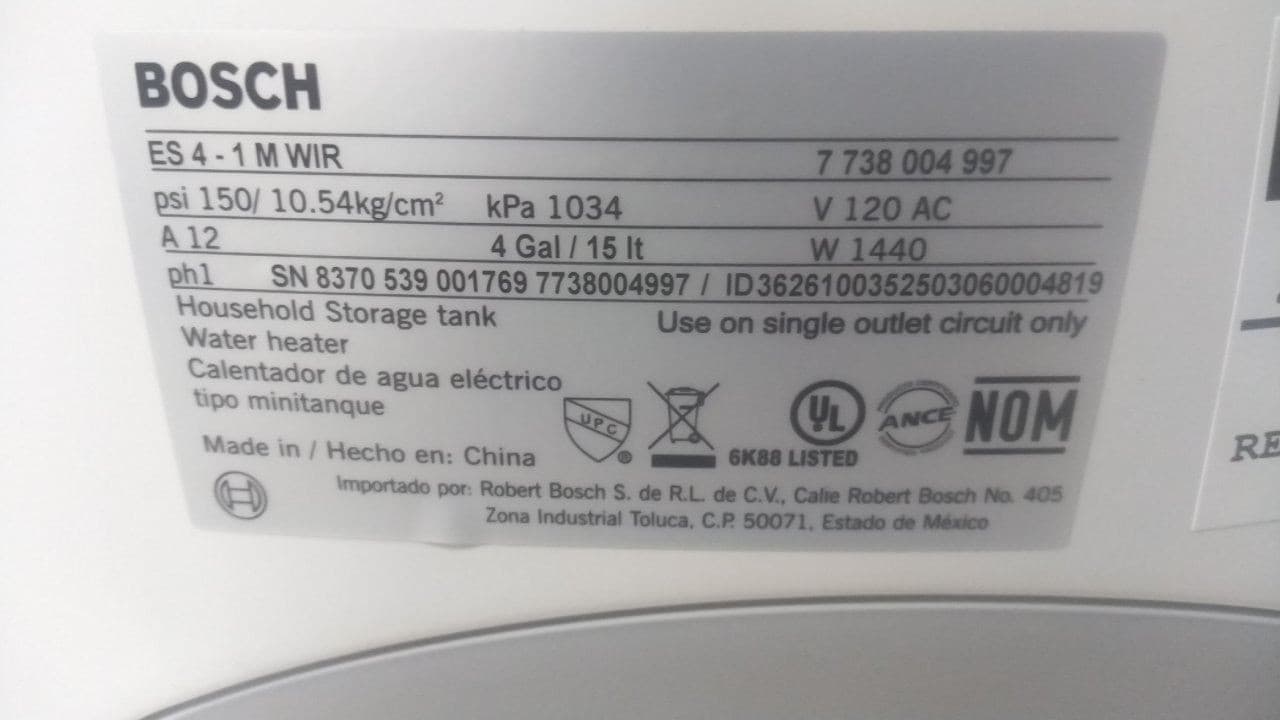 BOSCH
ES 4 - 1 M WIR 7 738 004 997
psi 150/ 10.54kg/cm² kPa 1034 V 120 AC
A 12 4 Gal / 15 lt W 1440
ph1 SN 8370 539 001769 7738004997 / ID3626100352503060004819
Household Storage tank Use on single outlet circuit only
Water heater
Calentador de agua eléctrico
tipo minitanque
UPC ® UL ANCE NOM
6K88 LISTED
Made in / Hecho en: China
Importado por: Robert Bosch S. de R.L. de C.V., Calle Robert Bosch No. 405
Zona Industrial Toluca, C.P. 50071, Estado de México